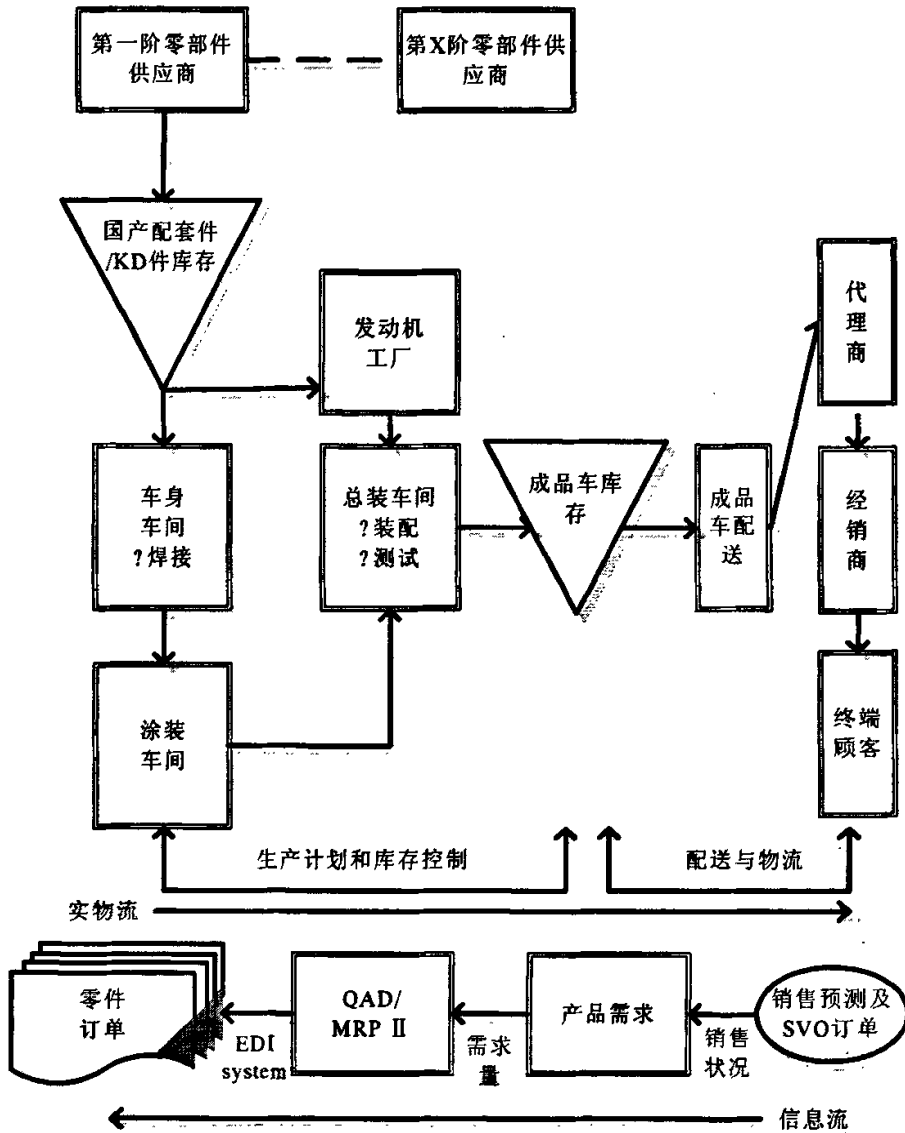 第一阶零部件
供应商
第X阶零部件供
应商
国产配套件
/KD件库存
发动机
工厂
代
理
商
车身
车间
?焊接
总装车间
?装配
?测试
成品车库
存
成品
车配
送
经
销
商
涂装
车间
终端
顾客
生产计划和库存控制
配送与物流
实物流
零件
订单
EDI
system
QAD/
MRP Ⅱ
需求
量
产品需求
销售
状况
销售预测及
SVO订单
信息流